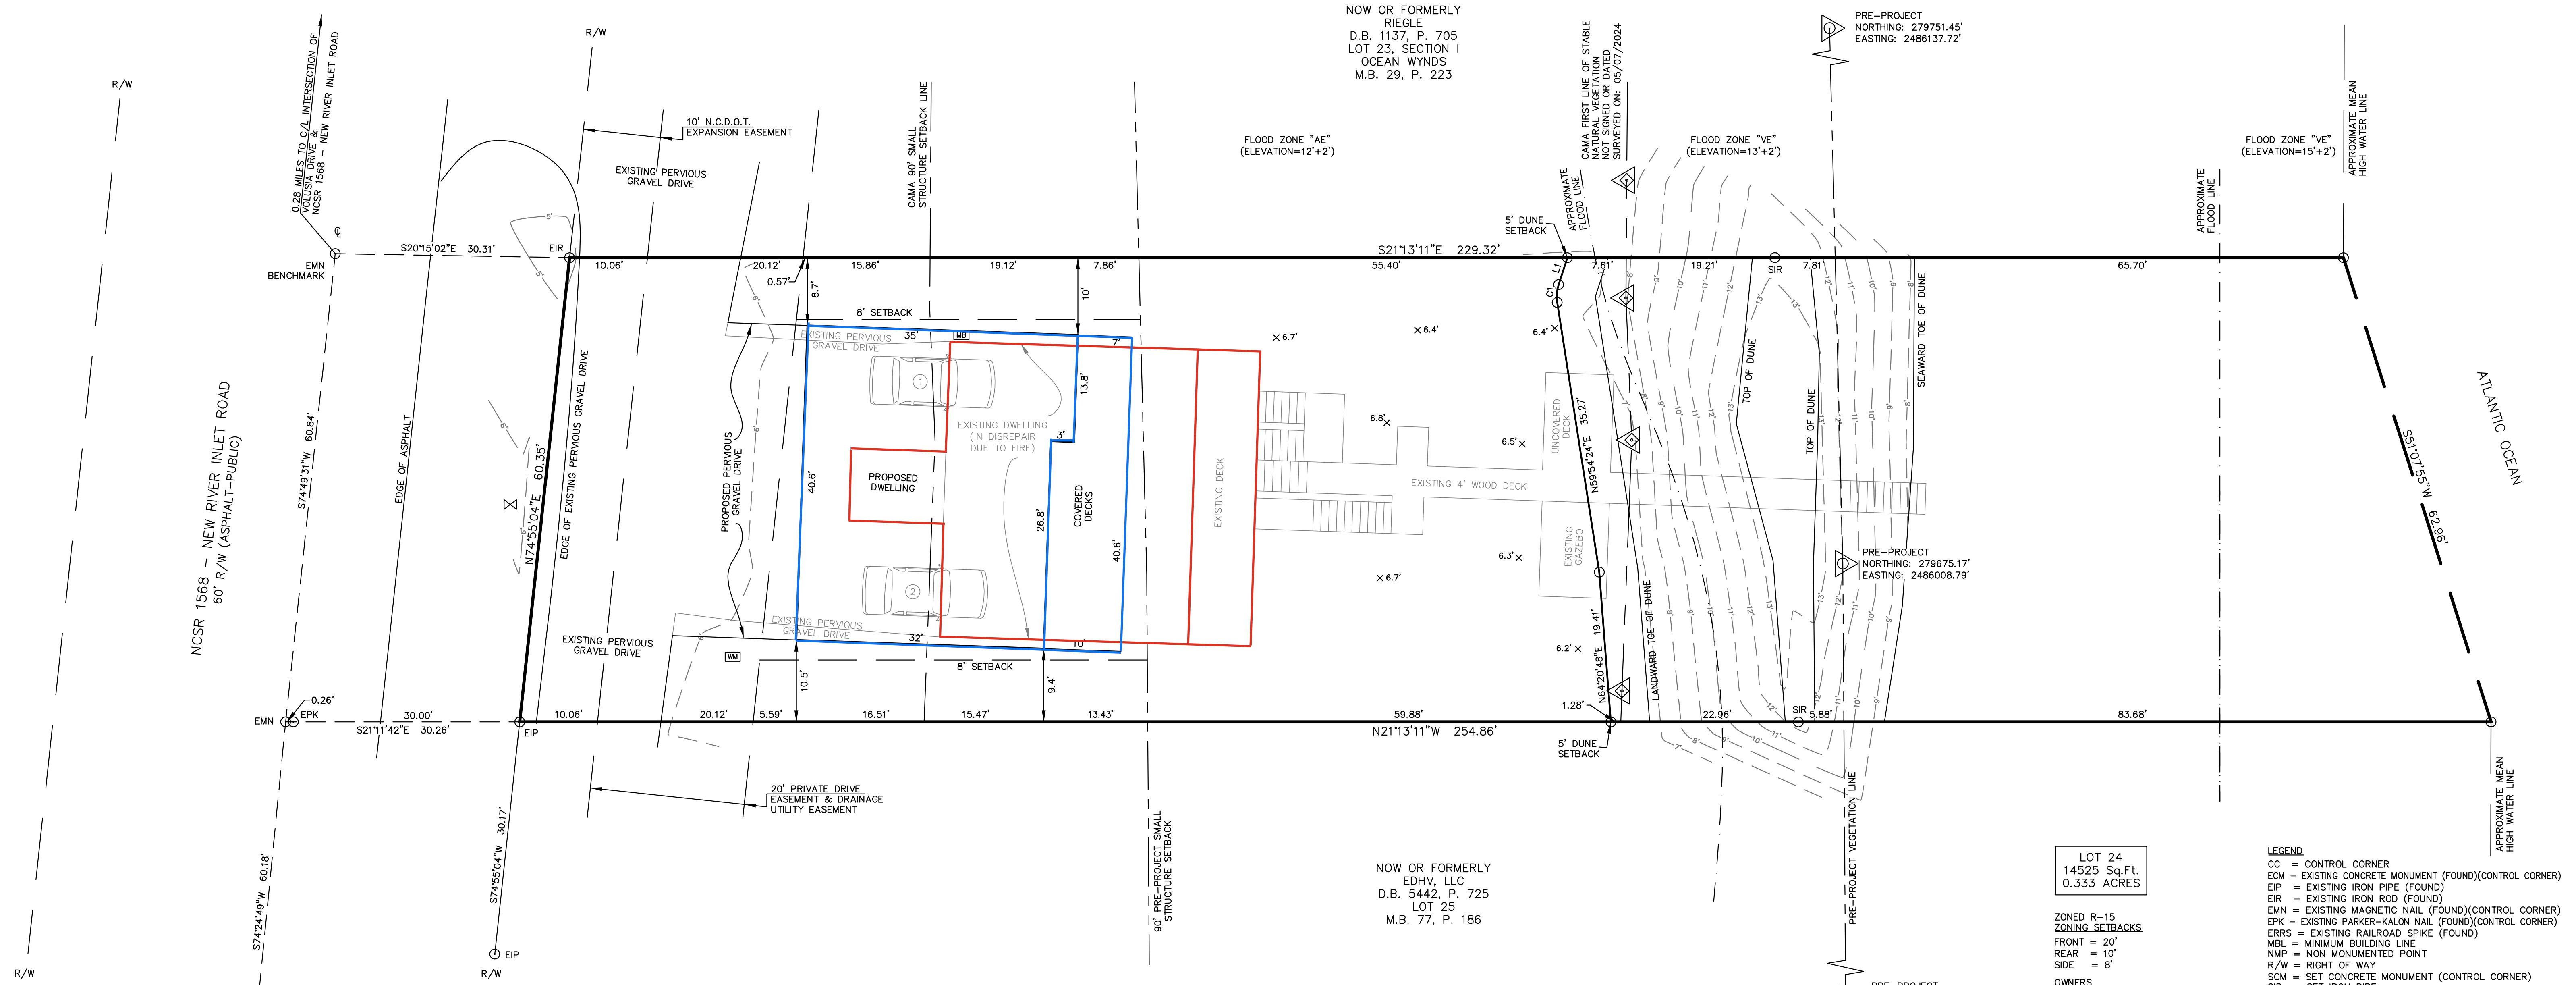 NOW OR FORMERLY
RIEGLE
D.B. 1137, P. 705
LOT 23, SECTION I
OCEAN WYNDS
M.B. 29, P. 223
PRE-PROJECT
NORTHING: 279751.45'
EASTING: 2486137.72'
R/W
R/W
0.28 MILES TO C/L INTERSECTION OF
VOLUSIA DRIVE &
NCSR 1568 - NEW RIVER INLET ROAD
10' N.C.D.O.T.
EXPANSION EASEMENT
EXISTING PERVIOUS
GRAVEL DRIVE
CAMA 90' SMALL
STRUCTURE SETBACK LINE
FLOOD ZONE "AE"
(ELEVATION=12'+2')
CAMA FIRST LINE OF STABLE
NATURAL VEGETATION
NOT SIGNED OR DATED
SURVEYED ON: 05/07/2024
FLOOD ZONE "VE"
(ELEVATION=13'+2')
FLOOD ZONE "VE"
(ELEVATION=15'+2')
APPROXIMATE MEAN
HIGH WATER LINE
APPROXIMATE
FLOOD LINE
APPROXIMATE
FLOOD LINE
5' DUNE
SETBACK
EMN
BENCHMARK
S20°15'02"E 30.31'
EIR
10.06'
20.12'
0.57'
15.86'
19.12'
7.86'
S21°13'11"E 229.32'
55.40'
7.61'
19.21'
SIR
7.81'
65.70'
L1
C1
8.7'
10'
8' SETBACK
EXISTING PERVIOUS
GRAVEL DRIVE
35'
MB
7'
1
13.8'
3'
EXISTING DWELLING
(IN DISREPAIR
DUE TO FIRE)
PROPOSED
DWELLING
40.6'
26.8'
COVERED
DECKS
40.6'
EXISTING DECK
PROPOSED PERVIOUS
GRAVEL DRIVE
2
EXISTING PERVIOUS
GRAVEL DRIVE
32'
10'
WM
8' SETBACK
10.5'
9.4'
6.7'
6.4'
6.4'
6.8'
6.5'
6.3'
6.7'
6.2'
UNCOVERED
DECK
EXISTING 4' WOOD DECK
EXISTING
GAZEBO
N59°54'24"E 35.27'
N64°20'48"E 19.41'
LANDWARD TOE OF DUNE
TOP OF DUNE
TOP OF DUNE
SEAWARD TOE OF DUNE
PRE-PROJECT
NORTHING: 279675.17'
EASTING: 2486008.79'
ATLANTIC OCEAN
S51°07'55"W 62.96'
NCSR 1568 - NEW RIVER INLET ROAD
60' R/W (ASPHALT-PUBLIC)
S74°49'31"W 60.84'
EDGE OF ASPHALT
N74°55'04"E 60.35'
EDGE OF EXISTING PERVIOUS GRAVEL DRIVE
EXISTING PERVIOUS
GRAVEL DRIVE
EMN
0.26'
EPK
30.00'
S21°11'42"E 30.26'
EIP
10.06'
20.12'
5.59'
16.51'
15.47'
13.43'
59.88'
N21°13'11"W 254.86'
1.28'
5' DUNE
SETBACK
22.96'
SIR
5.88'
83.68'
20' PRIVATE DRIVE
EASEMENT & DRAINAGE
UTILITY EASEMENT
S74°55'04"W 30.17'
S74°24'49"W 60.18'
EIP
R/W
R/W
90' PRE-PROJECT SMALL
STRUCTURE SETBACK
NOW OR FORMERLY
EDHV, LLC
D.B. 5442, P. 725
LOT 25
M.B. 77, P. 186
PRE-PROJECT VEGETATION LINE
APPROXIMATE MEAN
HIGH WATER LINE
LOT 24
14525 Sq.Ft.
0.333 ACRES
ZONED R-15
ZONING SETBACKS
FRONT = 20'
REAR = 10'
SIDE = 8'
OWNERS
LEGEND
CC = CONTROL CORNER
ECM = EXISTING CONCRETE MONUMENT (FOUND)(CONTROL CORNER)
EIP = EXISTING IRON PIPE (FOUND)
EIR = EXISTING IRON ROD (FOUND)
EMN = EXISTING MAGNETIC NAIL (FOUND)(CONTROL CORNER)
EPK = EXISTING PARKER-KALON NAIL (FOUND)(CONTROL CORNER)
ERRS = EXISTING RAILROAD SPIKE (FOUND)
MBL = MINIMUM BUILDING LINE
NMP = NON MONUMENTED POINT
R/W = RIGHT OF WAY
SCM = SET CONCRETE MONUMENT (CONTROL CORNER)